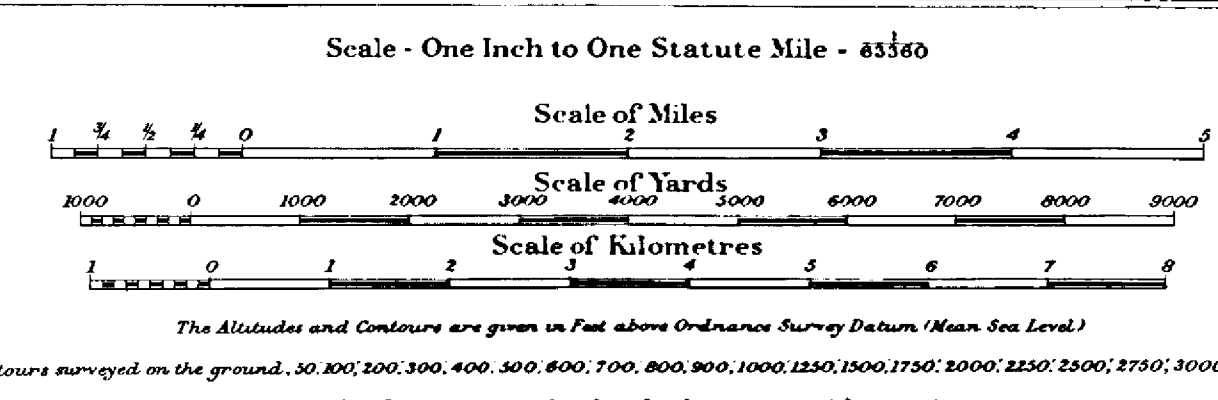 Scale - One Inch to One Statute Mile - 1/63360
Scale of Miles
1 3/4 1/2 1/4 0 1 2 3 4 5
Scale of Yards
1000 0 1000 2000 3000 4000 5000 6000 7000 8000 9000
Scale of Kilometres
1 0 1 2 3 4 5 6 7 8
The Altitudes and Contours are given in Feet above Ordnance Survey Datum (Mean Sea Level)
tours surveyed on the ground, 50, 100, 200, 300, 400, 500, 600, 700, 800, 900, 1000, 1250, 1500, 1750, 2000, 2250, 2500, 2750, 3000